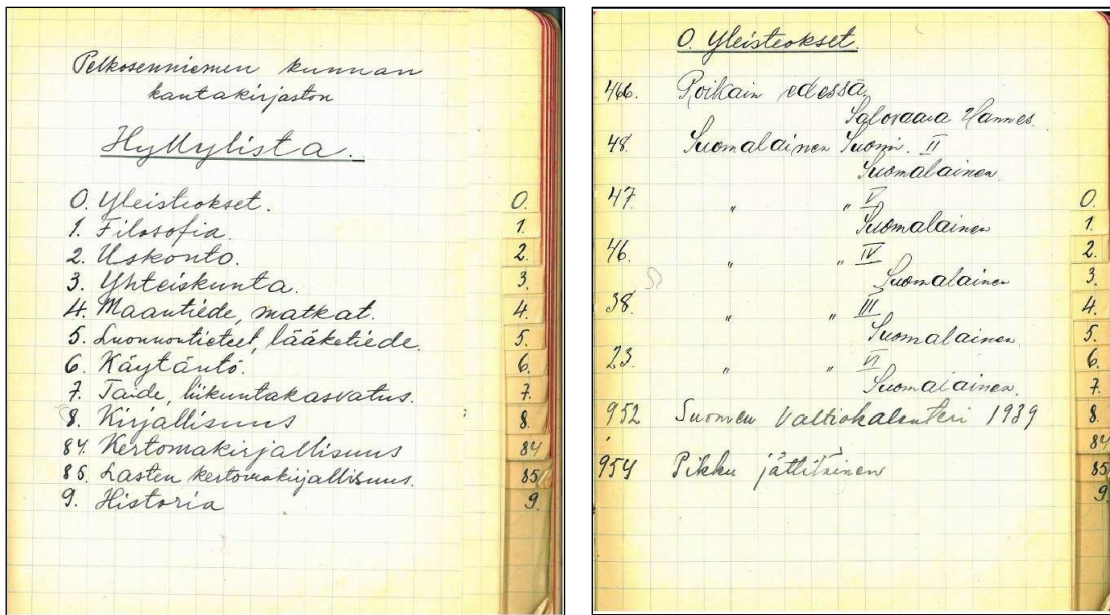 Pelkosenniemen kunnan
kantakirjaston
Hyllylista.
0. Yleisteokset.
1. Filosofia.
2. Uskonto.
3. Yhteiskunta.
4. Maantiede, matkat.
5. Luonnontieteet, lääketiede.
6. Käytäntö.
7. Taide, liikuntakasvatus.
8. Kirjallisuus
84. Kertomakirjallisuus
85. Lasten kertomakirjallisuus.
9. Historia
0.
1.
2.
3.
4.
5.
6.
7.
8.
84
85
9.
0. Yleisteokset.
466. Roikain edessä.
Salovaara Hannes.
48. Suomalainen Suomi. II
Suomalainen.
47. " " V
Suomalainen
46. " " IV
Suomalainen
38. " " III
Suomalainen.
23. " " VI
Suomalainen.
952 Suomen Valtiokalenteri 1939
954 Pikku jättiläinen
0.
1.
2.
3.
4.
5.
6.
7.
8.
84
85
9.